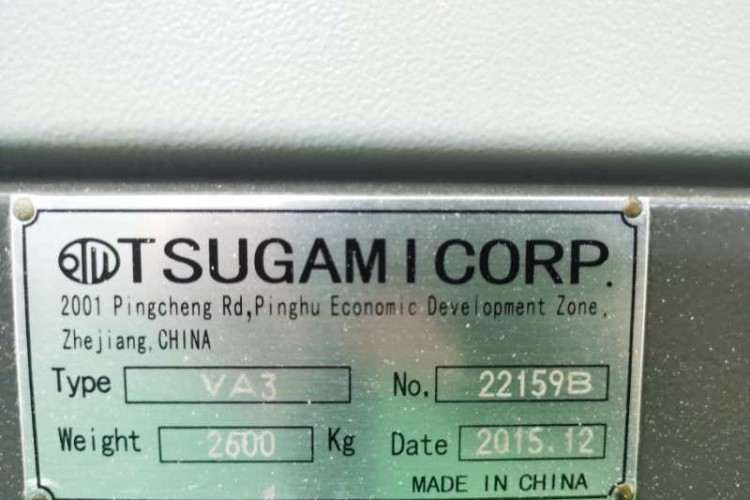 TSUGAMI CORP.
2001 Pingcheng Rd,Pinghu Economic Development Zone,
Zhejiang,CHINA
Type VA3 No. 22159B
Weight 2600 Kg Date 2015.12
MADE IN CHINA